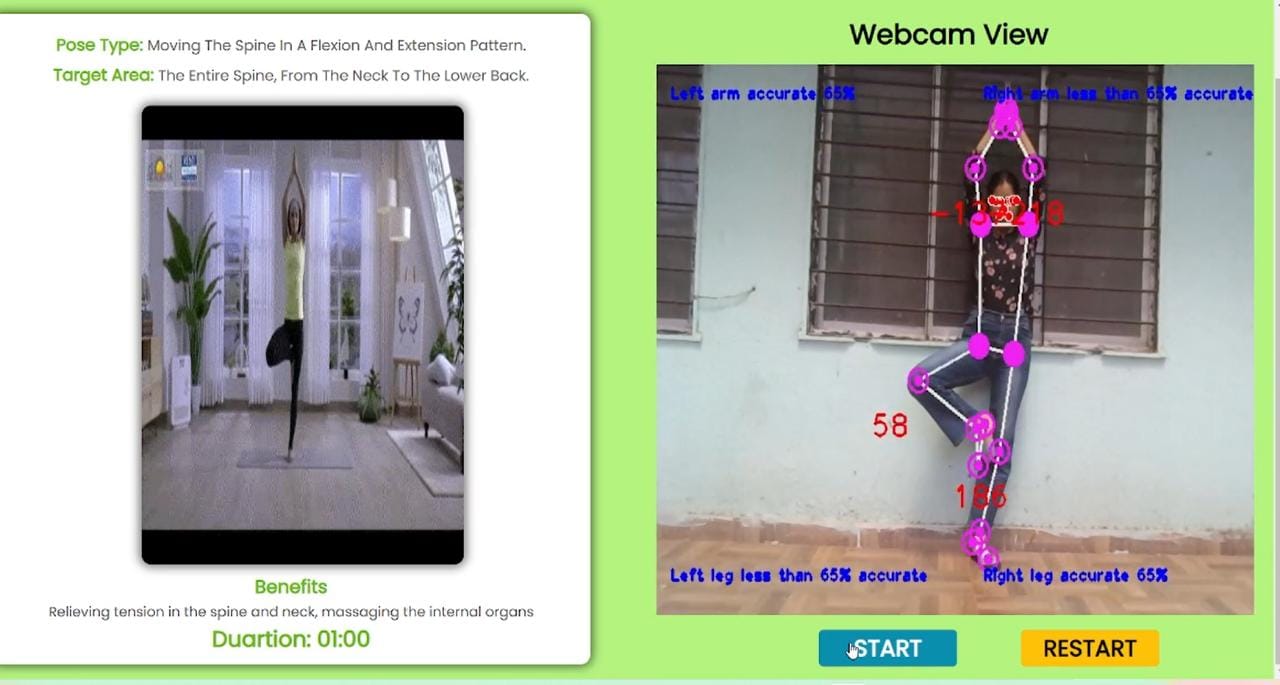 Pose Type: Moving The Spine In A Flexion And Extension Pattern.
Target Area: The Entire Spine, From The Neck To The Lower Back.
Benefits
Relieving tension in the spine and neck, massaging the internal organs
Duartion: 01:00
Webcam View
Left arm accurate 65%
Right arm less than 65% accurate
58
Left leg less than 65% accurate
Right leg accurate 65%
START
RESTART